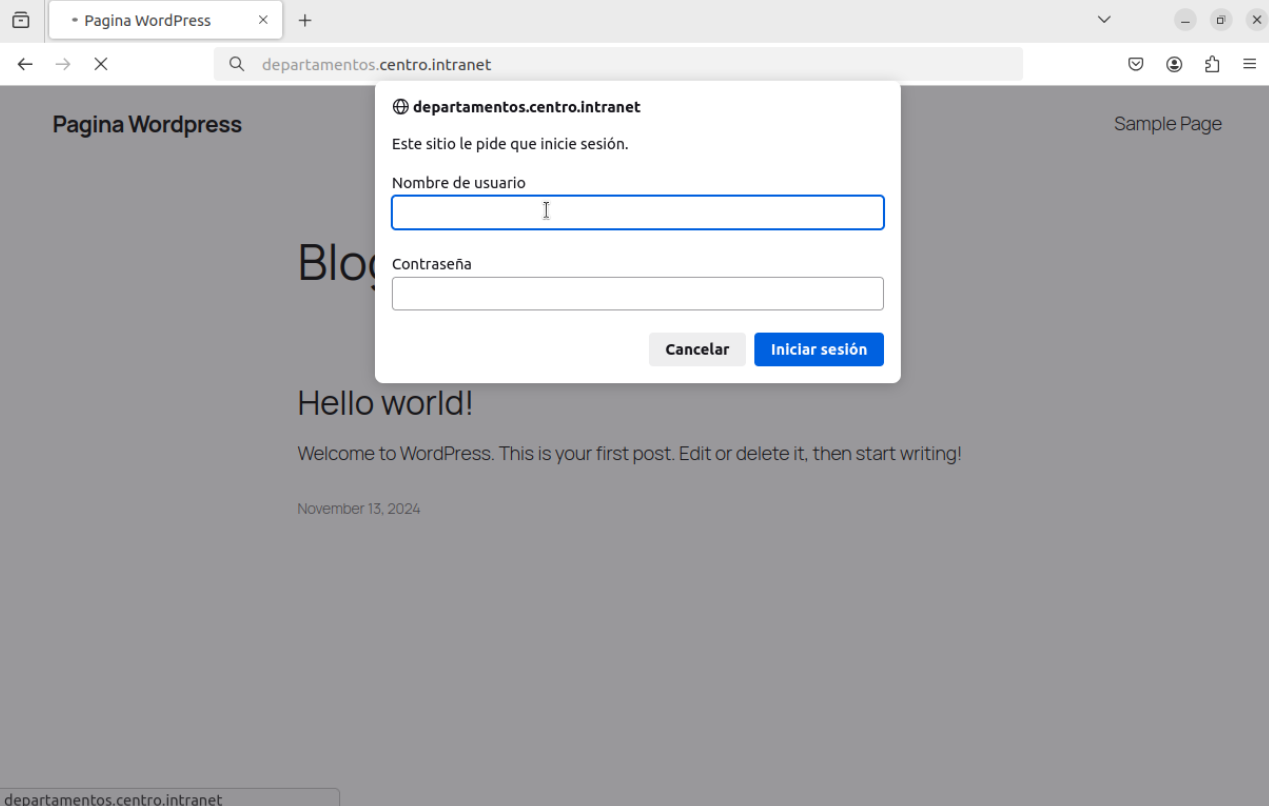 Pagina WordPress
departamentos.centro.intranet
Pagina Wordpress
Sample Page
departamentos.centro.intranet
Este sitio le pide que inicie sesión.
Nombre de usuario
Contraseña
Cancelar Iniciar sesión
Hello world!
Welcome to WordPress. This is your first post. Edit or delete it, then start writing!
November 13, 2024
departamentos.centro.intranet